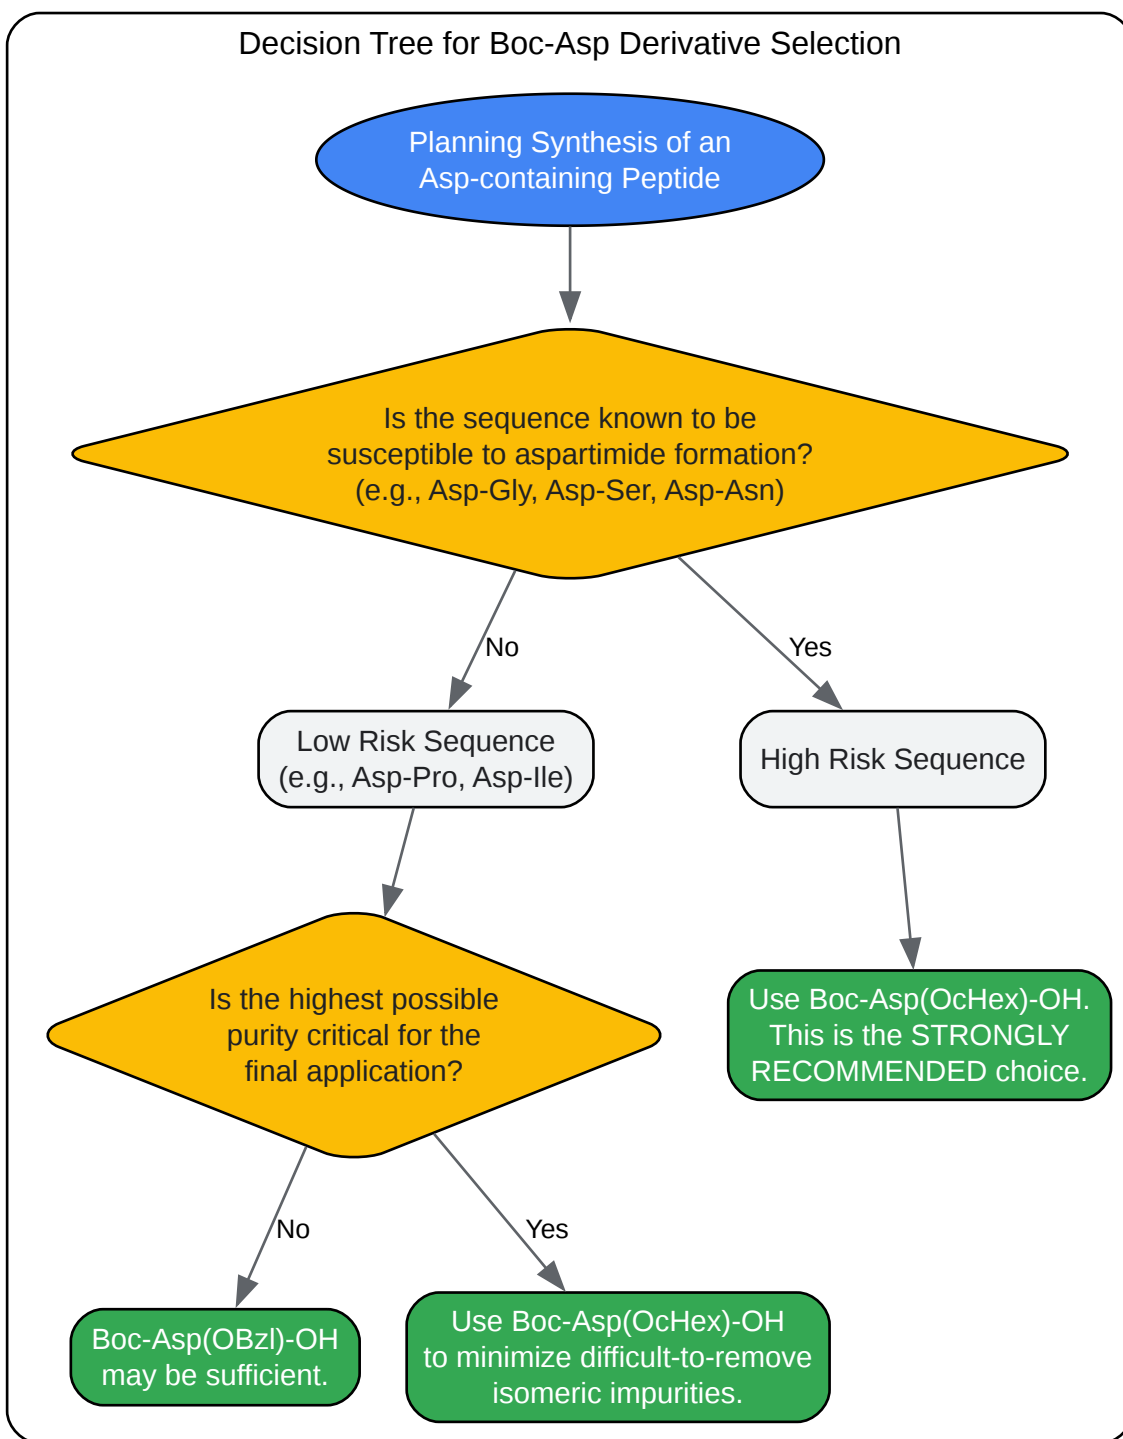 Decision Tree for Boc-Asp Derivative Selection
Planning Synthesis of an
Asp-containing Peptide
Is the sequence known to be
susceptible to aspartimide formation?
(e.g., Asp-Gly, Asp-Ser, Asp-Asn)
No
Yes
Low Risk Sequence
(e.g., Asp-Pro, Asp-Ile)
High Risk Sequence
Is the highest possible
purity critical for the
final application?
Use Boc-Asp(OcHex)-OH.
This is the STRONGLY
RECOMMENDED choice.
No
Yes
Boc-Asp(OBzl)-OH
may be sufficient.
Use Boc-Asp(OcHex)-OH
to minimize difficult-to-remove
isomeric impurities.